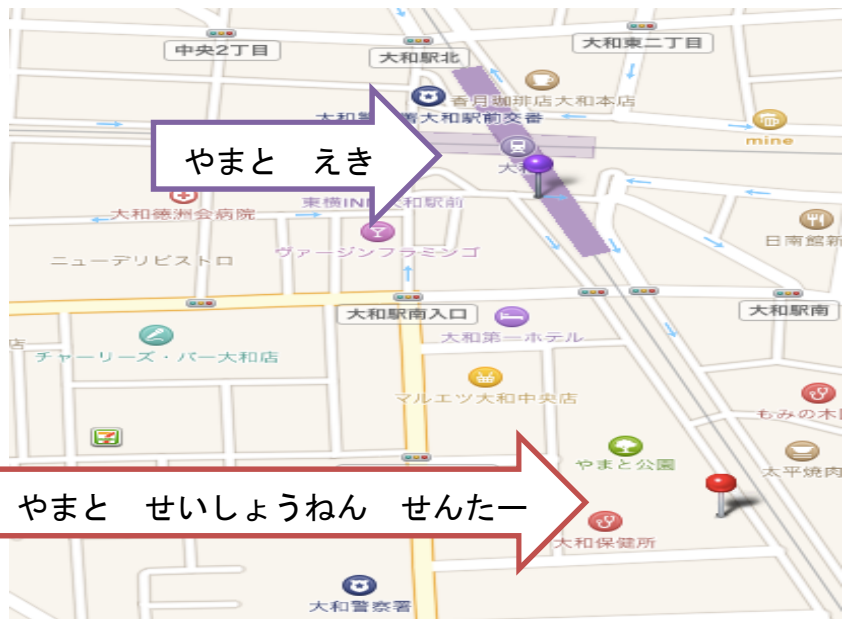 中央2丁目
大和駅北
大和東二丁目
香月珈琲店大和本店
大和警
察大和駅前交番
mine
やまと　えき
大和
大和徳洲会病院
東横INN大和駅前
ヴァージンフラミンゴ
日南館新
ニューデリビストロ
大和駅南入口
大和駅南
大和第一ホテル
店
チャーリーズ・バー大和店
マルエツ大和中央店
もみの木
7
やまと公園
太平焼肉
やまと　せいしょうねん　せんたー
大和保健所
大和警察署